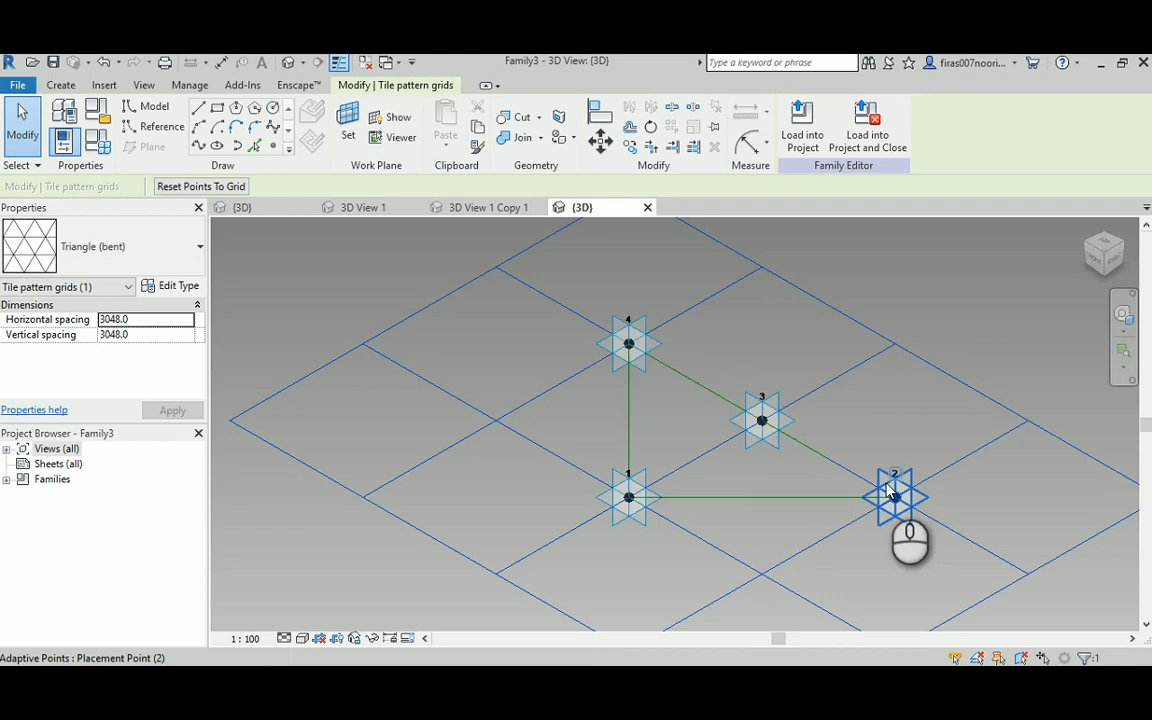 Family3 - 3D View: {3D}
Type a keyword or phrase
firas007noori...
File Create Insert View Manage Add-Ins Enscape™ Modify | Tile pattern grids
Modify
Select
Properties
Model
Reference
Plane
Draw
Set
Show
Viewer
Work Plane
Paste
Clipboard
Cut
Join
Geometry
Modify
Measure
Load into
Project
Load into
Project and Close
Family Editor
Modify | Tile pattern grids
Reset Points To Grid
Properties
{3D}
3D View 1
3D View 1 Copy 1
{3D}
Triangle (bent)
Tile pattern grids (1)
Edit Type
Dimensions
Horizontal spacing 3048.0
Vertical spacing 3048.0
Properties help
Apply
Project Browser - Family3
Views (all)
Sheets (all)
Families
4
3
1
2
1 : 100
Adaptive Points : Placement Point (2)
:1